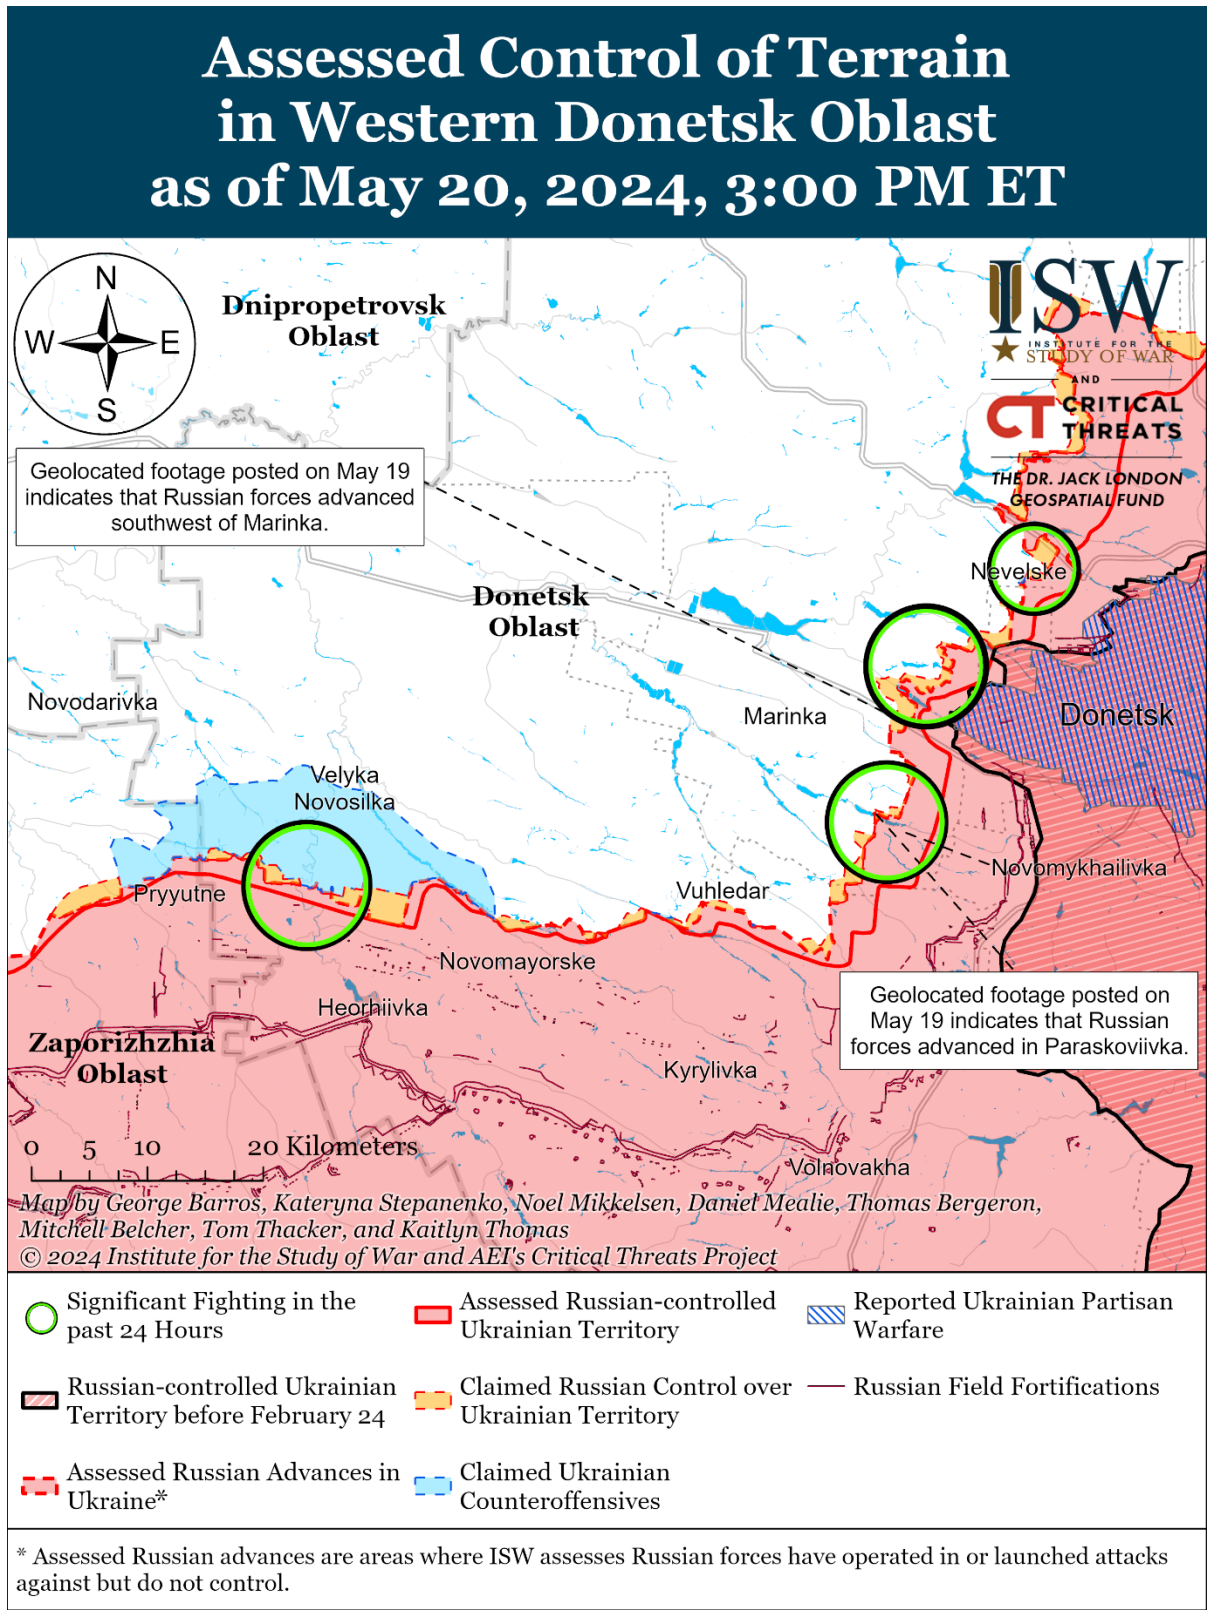 Assessed Control of Terrain
in Western Donetsk Oblast
as of May 20, 2024, 3:00 PM ET
N
W
E
S
Dnipropetrovsk
Oblast
ISW
INSTITUTE FOR THE
STUDY OF WAR
AND
CT CRITICAL
THREATS
THE DR. JACK LONDON
GEOSPATIAL FUND
Geolocated footage posted on May 19
indicates that Russian forces advanced
southwest of Marinka.
Nevelske
Donetsk
Oblast
Novodarivka
Marinka
Donetsk
Velyka
Novosilka
Novomykhailivka
Pryyutne
Vuhledar
Novomayorske
Heorhiivka
Geolocated footage posted on
May 19 indicates that Russian
forces advanced in Paraskoviivka.
Zaporizhzhia
Oblast
Kyrylivka
Volnovakha
0 5 10 20 Kilometers
Map by George Barros, Kateryna Stepanenko, Noel Mikkelsen, Daniel Mealie, Thomas Bergeron,
Mitchell Belcher, Tom Thacker, and Kaitlyn Thomas
© 2024 Institute for the Study of War and AEI's Critical Threats Project
Significant Fighting in the
past 24 Hours
Assessed Russian-controlled
Ukrainian Territory
Reported Ukrainian Partisan
Warfare
Russian-controlled Ukrainian
Territory before February 24
Claimed Russian Control over
Ukrainian Territory
Russian Field Fortifications
Assessed Russian Advances in
Ukraine*
Claimed Ukrainian
Counteroffensives
* Assessed Russian advances are areas where ISW assesses Russian forces have operated in or launched attacks
against but do not control.